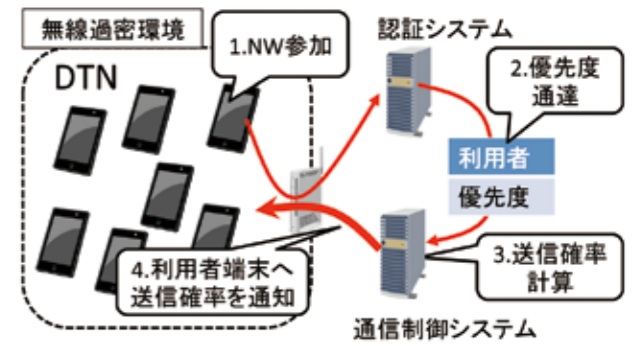 無線過密環境
DTN
1.NW参加
認証システム
2.優先度
通達
利用者
優先度
3.送信確率
計算
4.利用者端末へ
送信確率を通知
通信制御システム